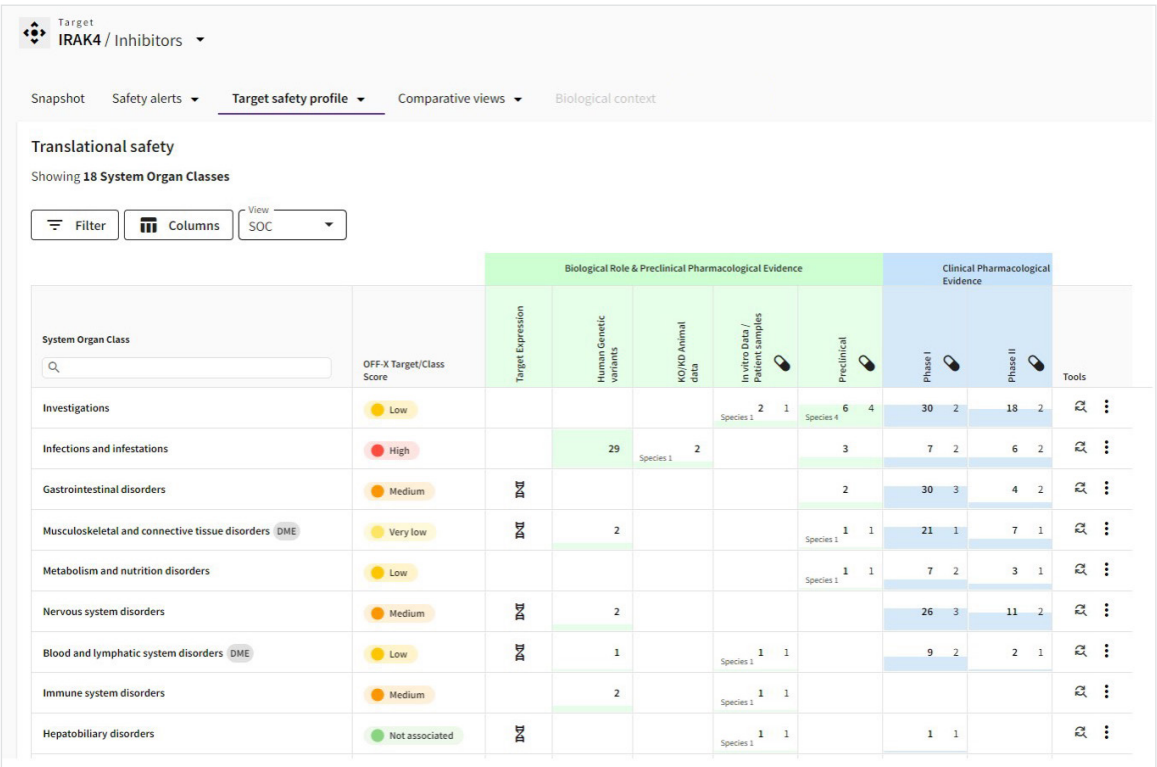 Target
IRAK4 / Inhibitors
Snapshot Safety alerts Target safety profile Comparative views Biological context
Translational safety
Showing 18 System Organ Classes
Filter Columns View SOC
Biological Role & Preclinical Pharmacological Evidence Clinical Pharmacological Evidence
System Organ Class OFF-X Target/Class Score Target Expression Human Genetic variants KO/KD Animal data In vitro Data / Patient samples Preclinical Phase I Phase II Tools
Investigations Low Species 1 2 1 Species 4 6 4 30 2 18 2
Infections and infestations High 29 Species 1 2 3 7 2 6 2
Gastrointestinal disorders Medium 2 30 3 4 2
Musculoskeletal and connective tissue disorders DME Very low 2 Species 1 1 1 21 1 7 1
Metabolism and nutrition disorders Low Species 1 1 1 7 2 3 1
Nervous system disorders Medium 2 26 3 11 2
Blood and lymphatic system disorders DME Low 1 Species 1 1 1 9 2 2 1
Immune system disorders Medium 2 Species 1 1 1
Hepatobiliary disorders Not associated Species 1 1 1 1 1